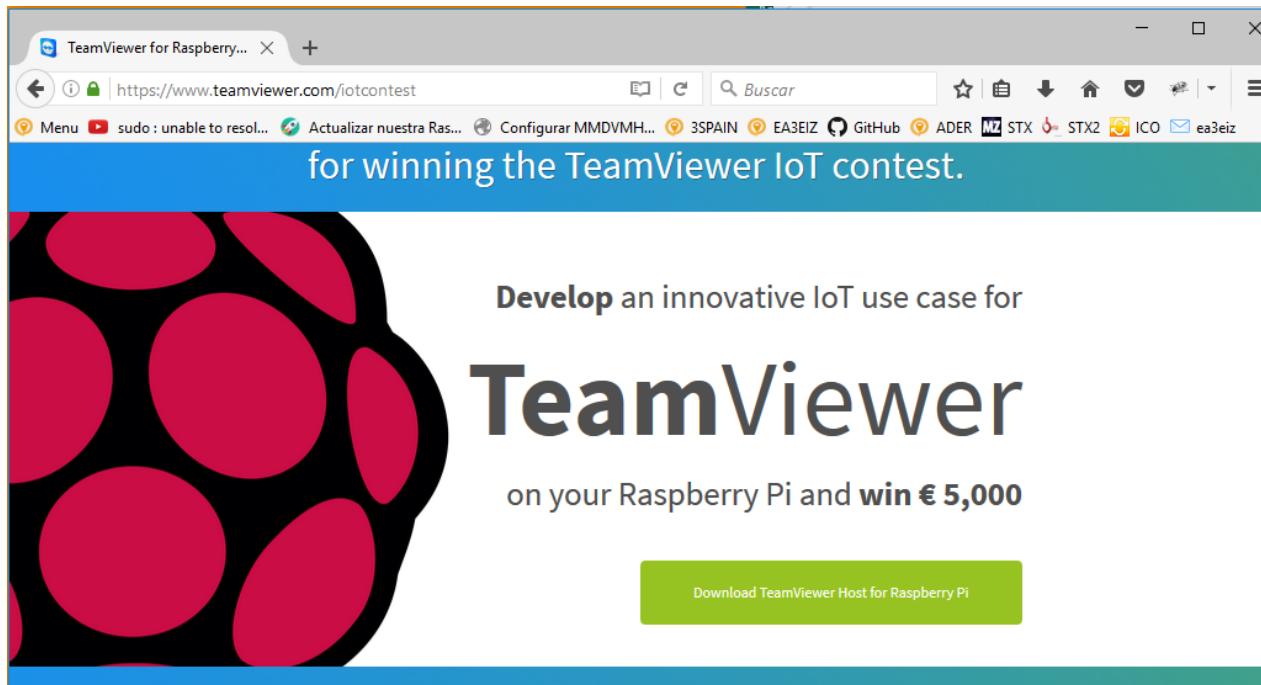 TeamViewer for Raspberry...
https://www.teamviewer.com/iotcontest
Buscar
Menu sudo : unable to resol... Actualizar nuestra Ras... Configurar MMDVMH... 3SPAIN EA3EIZ GitHub ADER MZ STX STX2 ICO ea3eiz
for winning the TeamViewer IoT contest.
Develop an innovative IoT use case for
TeamViewer
on your Raspberry Pi and win € 5,000
Download TeamViewer Host for Raspberry Pi